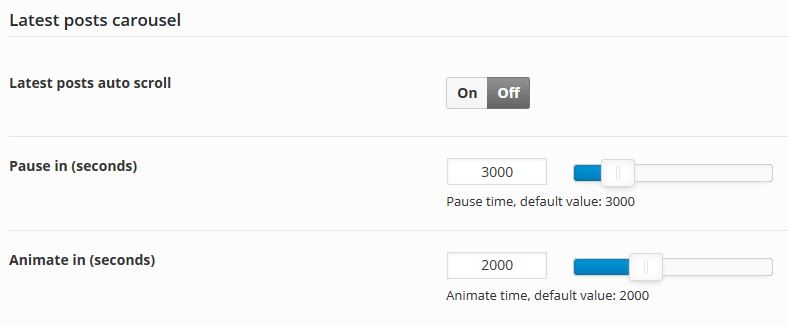 Latest posts carousel
Latest posts auto scroll
On Off
Pause in (seconds)
3000
Pause time, default value: 3000
Animate in (seconds)
2000
Animate time, default value: 2000